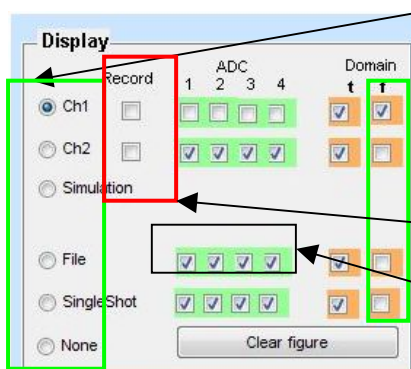 Display
Record ADC Domain
1 2 3 4 t f
Ch1
Ch2
Simulation
File
SingleShot
None Clear figure